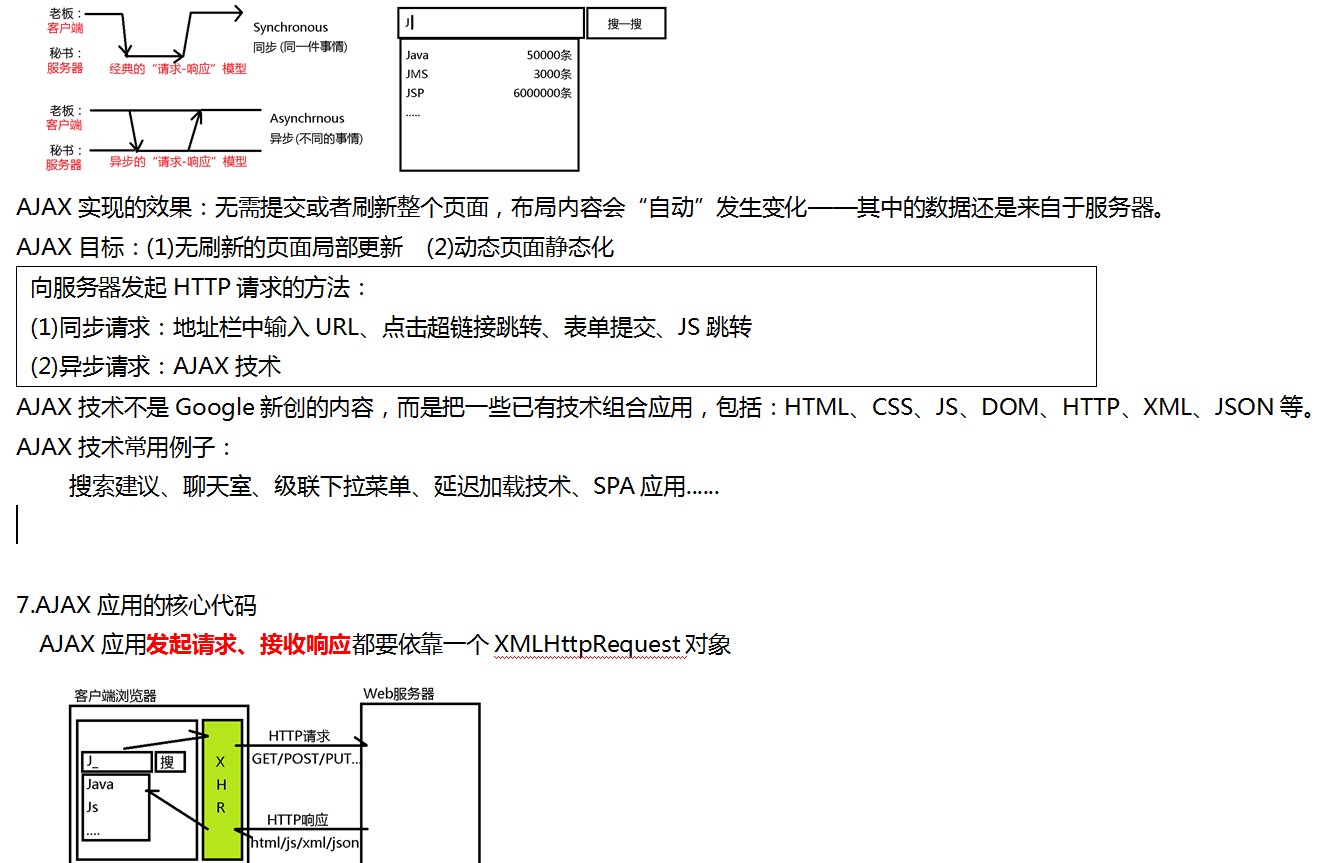 老板：
客户端
Synchronous
同步 (同一件事情)
秘书：
服务器
经典的“请求-响应”模型
老板：
客户端
Asynchrnous
异步 (不同的事情)
秘书：
服务器
异步的“请求-响应”模型
J
搜一搜
Java 50000条
JMS 3000条
JSP 6000000条
.....
AJAX 实现的效果：无需提交或者刷新整个页面，布局内容会“自动”发生变化——其中的数据还是来自于服务器。
AJAX 目标：(1)无刷新的页面局部更新 (2)动态页面静态化
向服务器发起 HTTP 请求的方法：
(1)同步请求：地址栏中输入 URL、点击超链接跳转、表单提交、JS 跳转
(2)异步请求：AJAX 技术
AJAX 技术不是 Google 新创的内容，而是把一些已有技术组合应用，包括：HTML、CSS、JS、DOM、HTTP、XML、JSON 等。
AJAX 技术常用例子：
搜索建议、聊天室、级联下拉菜单、延迟加载技术、SPA 应用......
7.AJAX 应用的核心代码
AJAX 应用发起请求、接收响应都要依靠一个 XMLHttpRequest 对象
客户端浏览器
Web服务器
J_
搜
Java
Js
....
X
H
R
HTTP请求
GET/POST/PUT...
HTTP响应
html/js/xml/json